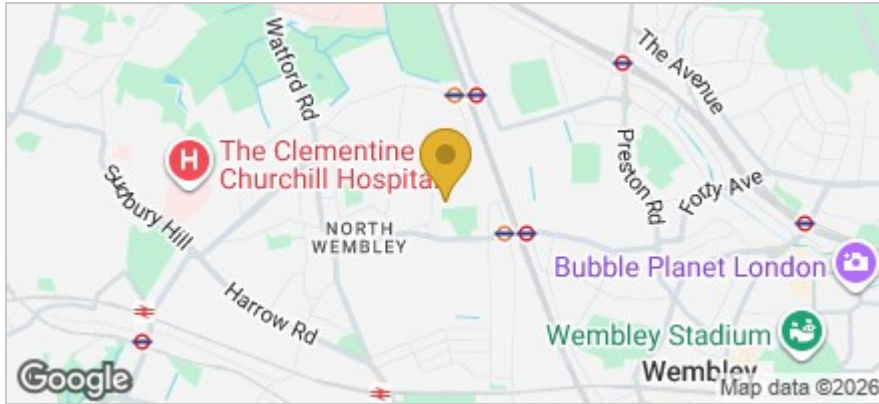 Watford Rd
The Avenue
H
The Clementine
Churchill Hospital
Preston Rd
Forty Ave
Sudbury Hill
NORTH
WEMBLEY
Bubble Planet London
Harrow Rd
Wembley Stadium
Wembley
Google
Map data ©2026